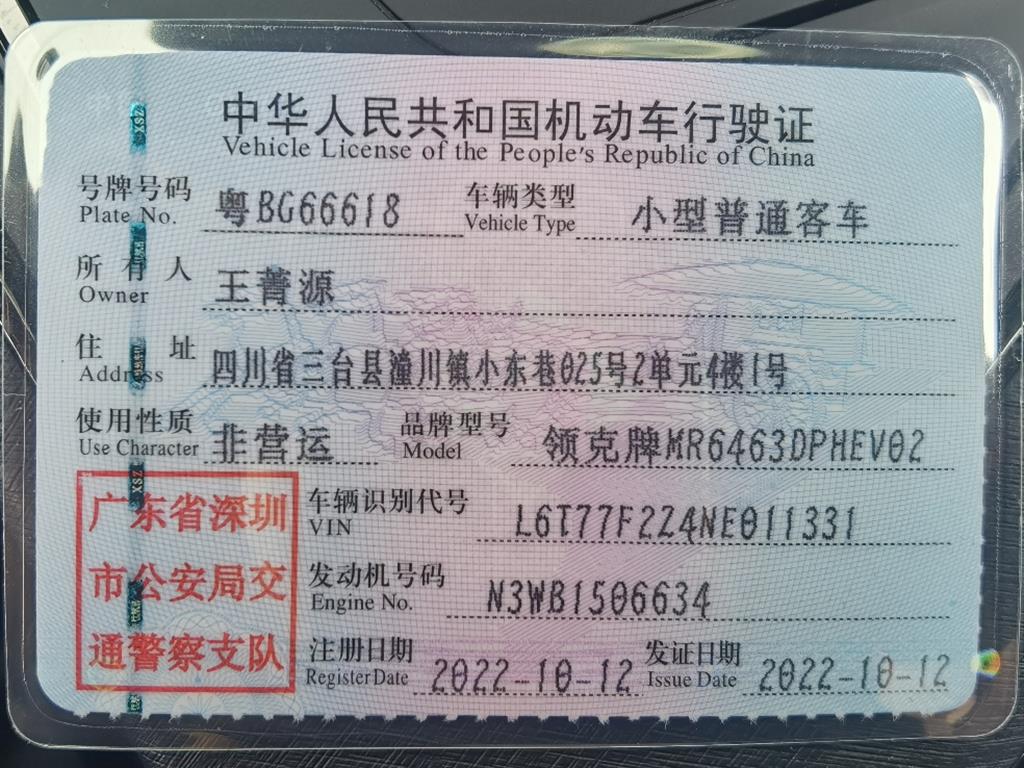 中华人民共和国机动车行驶证
Vehicle License of the People's Republic of China
号牌号码 粤BG66618 车辆类型 小型普通客车
Plate No. Vehicle Type
所有人 王菁源
Owner
住址 四川省三台县潼川镇小东巷025号2单元4楼1号
Address
使用性质 非营运 品牌型号 领克牌MR6463DPHEV02
Use Character Model
车辆识别代号 L6T77F2Z4NE011331
VIN
发动机号码 N3WB1506634
Engine No.
注册日期 2022-10-12 发证日期 2022-10-12
Register Date Issue Date
广东省深圳
市公安局交
通警察支队